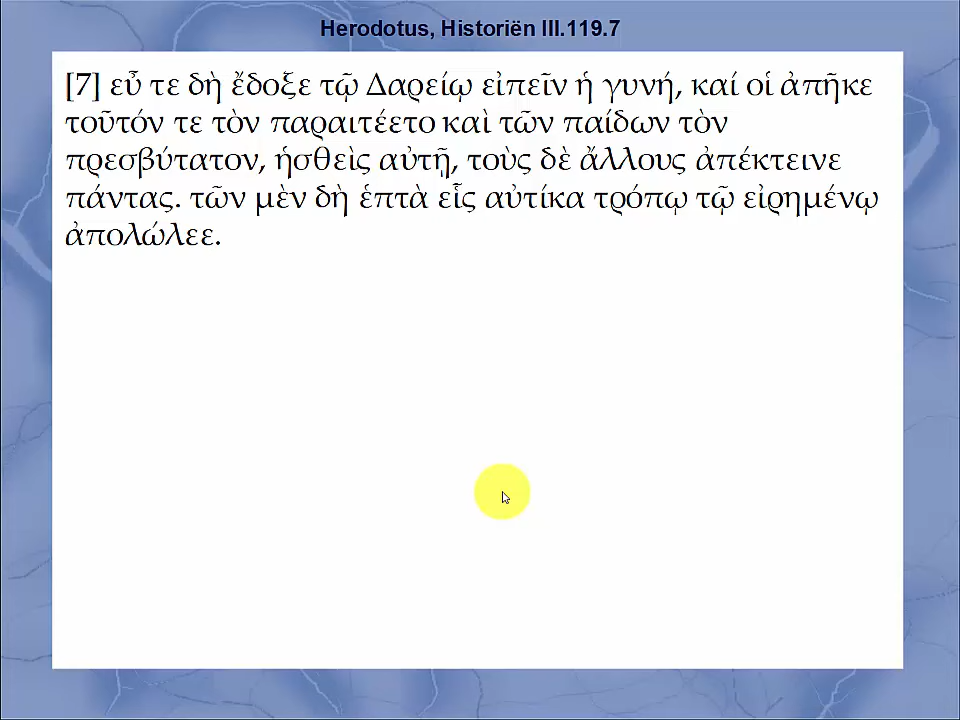 Herodotus, Historiën III.119.7
[7] εὖ τε δὴ ἔδοξε τῷ Δαρείῳ εἰπεῖν ἡ γυνή, καί οἱ ἀπῆκε
τοῦτόν τε τὸν παραιτέετο καὶ τῶν παίδων τὸν
πρεσβύτατον, ἡσθεὶς αὐτῇ, τοὺς δὲ ἄλλους ἀπέκτεινε
πάντας. τῶν μὲν δὴ ἑπτὰ εἷς αὐτίκα τρόπῳ τῷ εἰρημένῳ
ἀπολώλεε.